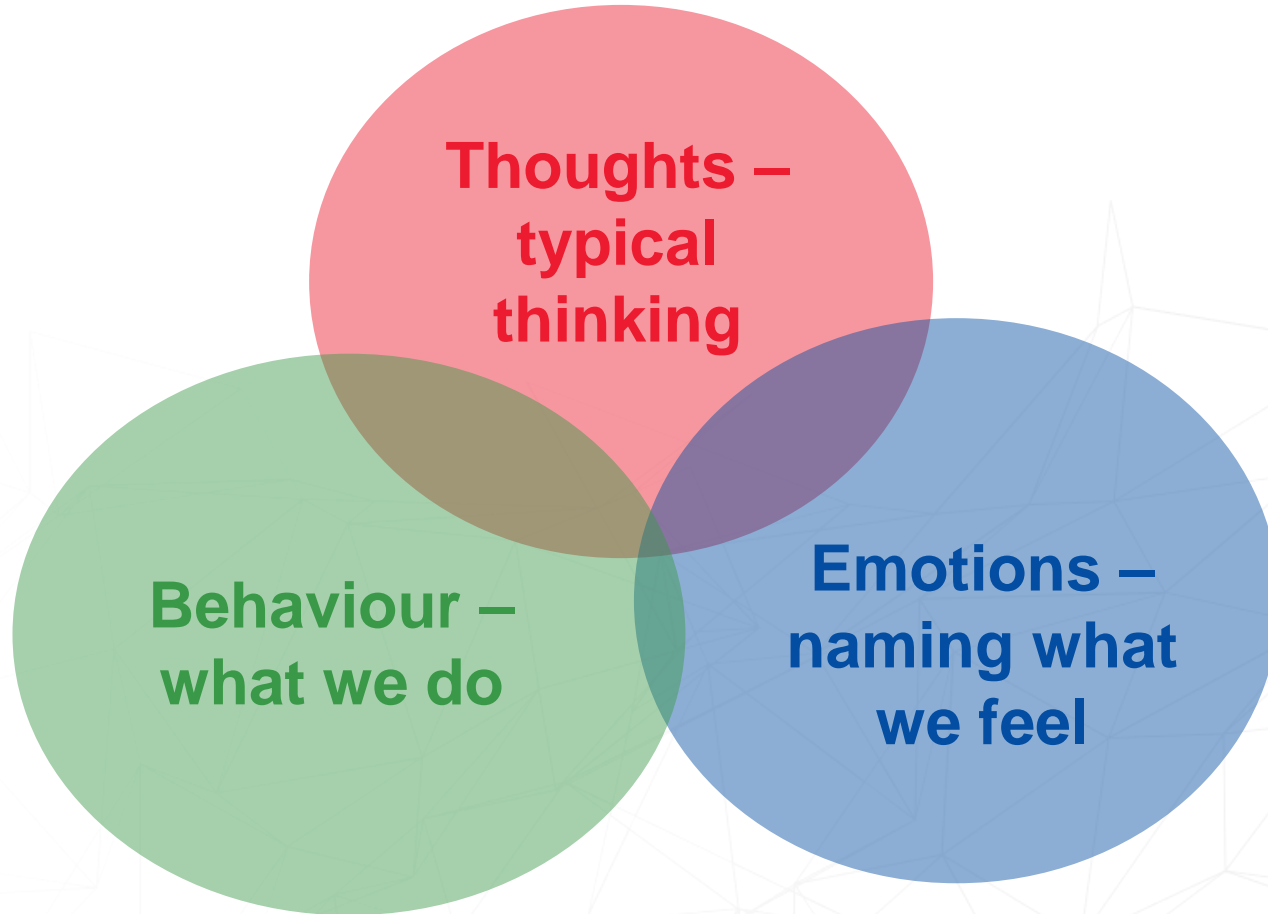 Thoughts –
typical
thinking
Behaviour –
what we do
Emotions –
naming what
we feel